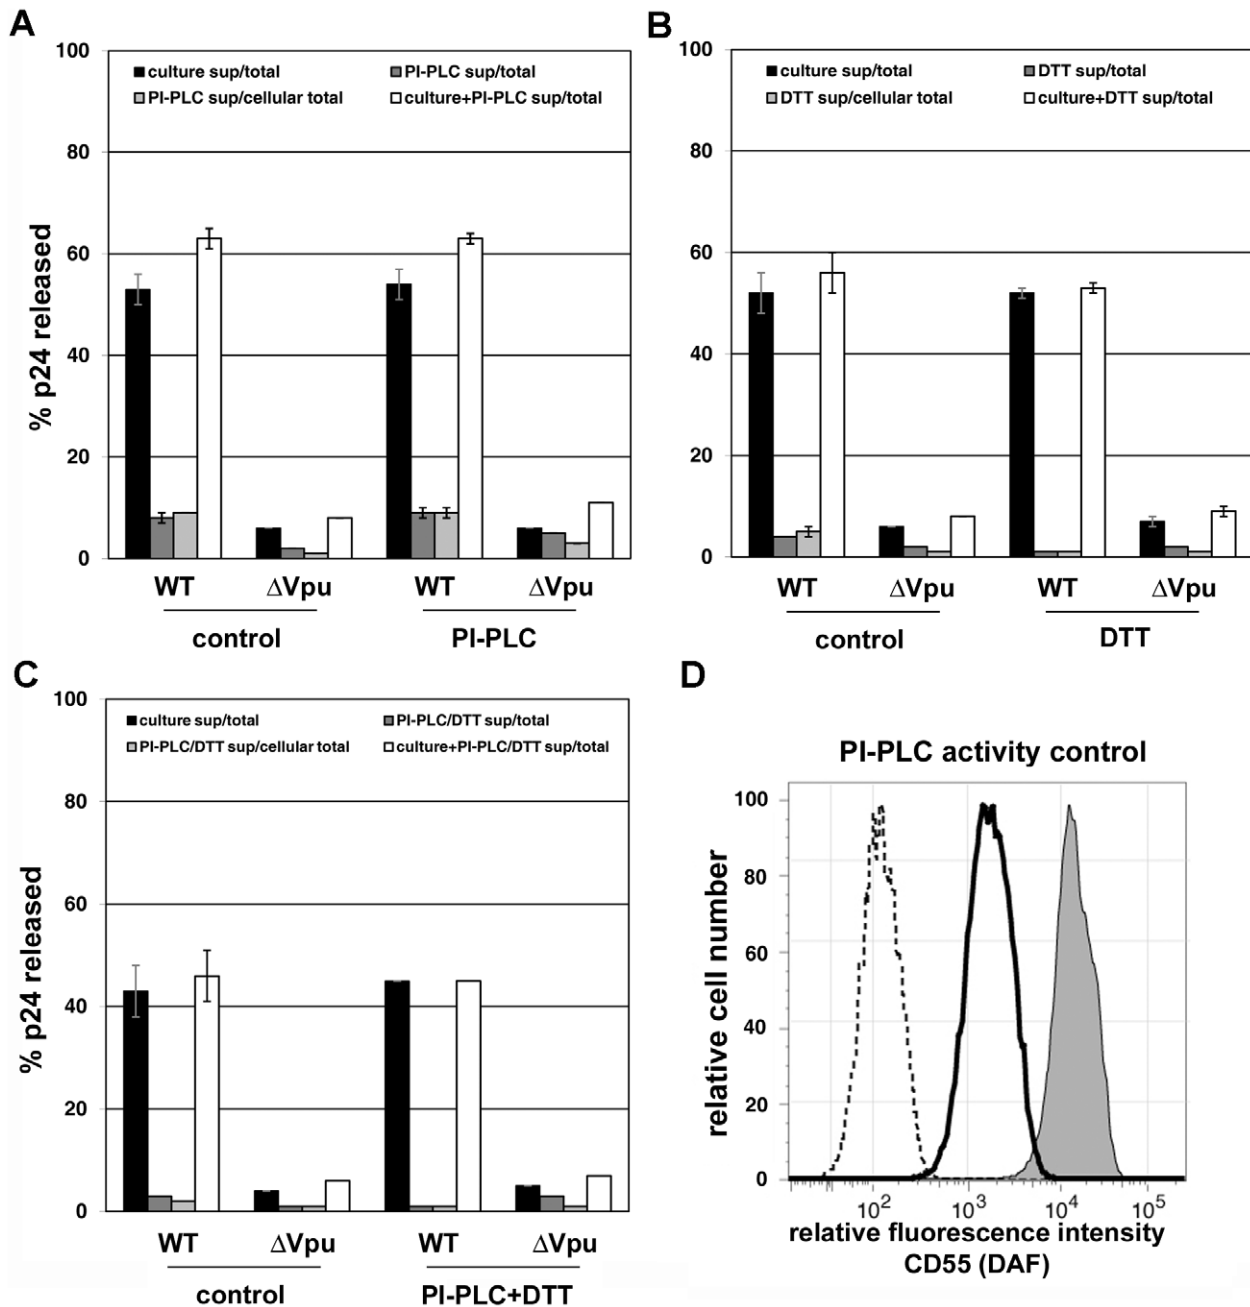 A
% p24 released
100
80
60
40
20
0
culture sup/total
PI-PLC sup/total
PI-PLC sup/cellular total
culture+PI-PLC sup/total
WT
ΔVpu
WT
ΔVpu
control
PI-PLC
B
100
80
60
40
20
0
culture sup/total
DTT sup/total
DTT sup/cellular total
culture+DTT sup/total
WT
ΔVpu
WT
ΔVpu
control
DTT
C
% p24 released
100
80
60
40
20
0
culture sup/total
PI-PLC/DTT sup/total
PI-PLC/DTT sup/cellular total
culture+PI-PLC/DTT sup/total
WT
ΔVpu
WT
ΔVpu
control
PI-PLC+DTT
D
PI-PLC activity control
relative cell number
100
80
60
40
20
0
10²
10³
10⁴
10⁵
relative fluorescence intensity
CD55 (DAF)